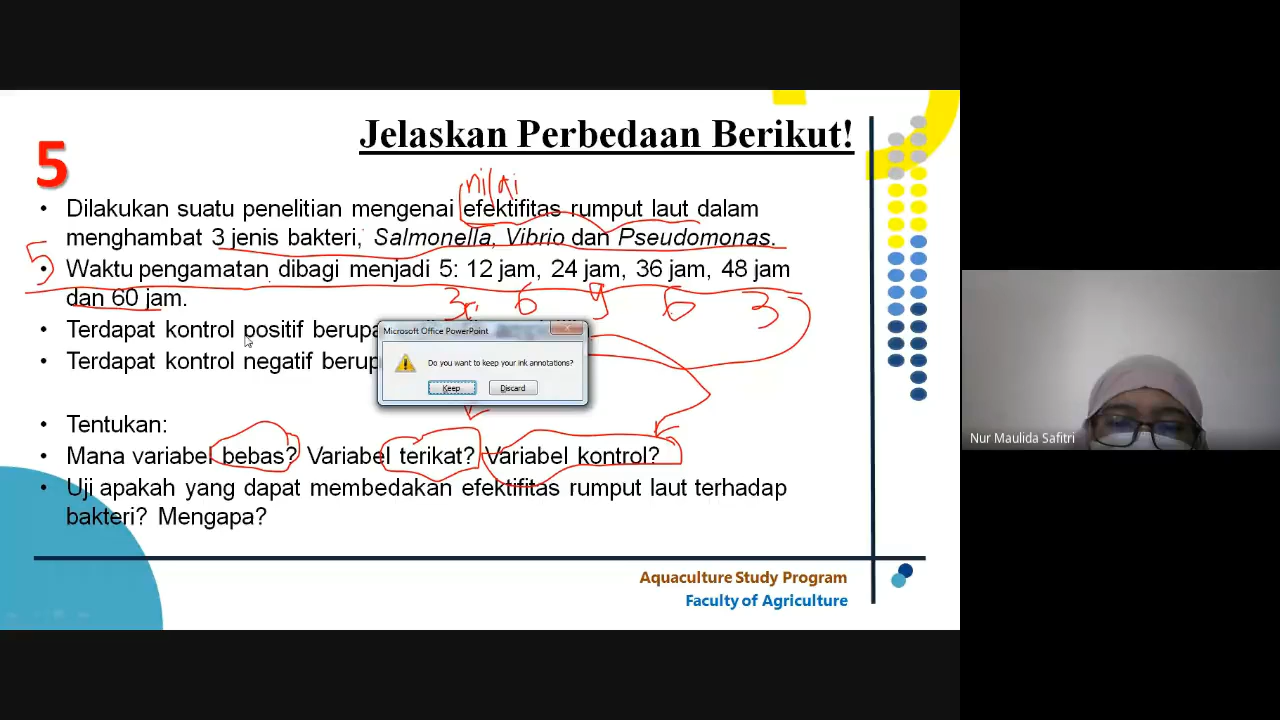 Jelaskan Perbedaan Berikut!
5
nilai
• Dilakukan suatu penelitian mengenai efektifitas rumput laut dalam
menghambat 3 jenis bakteri, Salmonella, Vibrio dan Pseudomonas.
5
• Waktu pengamatan dibagi menjadi 5: 12 jam, 24 jam, 36 jam, 48 jam
dan 60 jam.
6 9 6 3
• Terdapat kontrol positif berupa
• Terdapat kontrol negatif berup
Microsoft Office PowerPoint
Do you want to keep your ink annotations?
Keep Discard
• Tentukan:
• Mana variabel bebas? Variabel terikat? Variabel kontrol?
• Uji apakah yang dapat membedakan efektifitas rumput laut terhadap
bakteri? Mengapa?
Aquaculture Study Program
Faculty of Agriculture
Nur Maulida Safitri